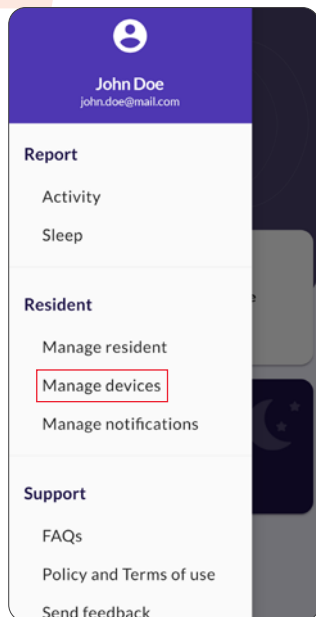 John Doe
john.doe@mail.com
Report
Activity
Sleep
Resident
Manage resident
Manage devices
Manage notifications
Support
FAQs
Policy and Terms of use
Send feedback